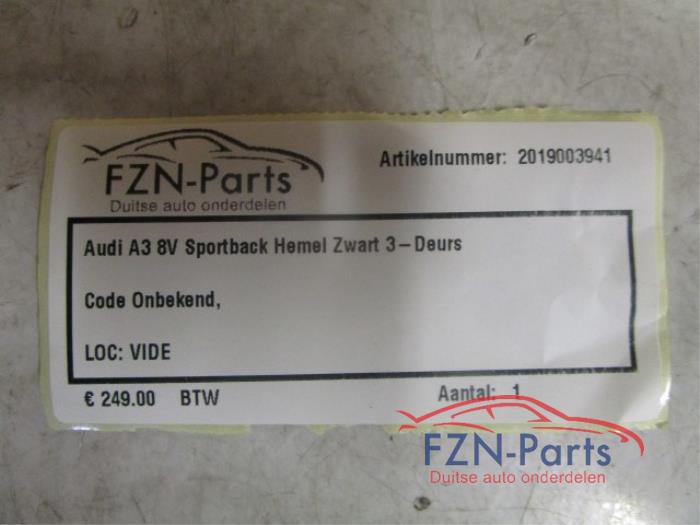 FZN-Parts
Duitse auto onderdelen
Artikelnummer: 2019003941
Audi A3 8V Sportback Hemel Zwart 3-Deurs
Code Onbekend,
LOC: VIDE
€ 249.00 BTW
Aantal: 1
FZN-Parts
Duitse auto onderdelen